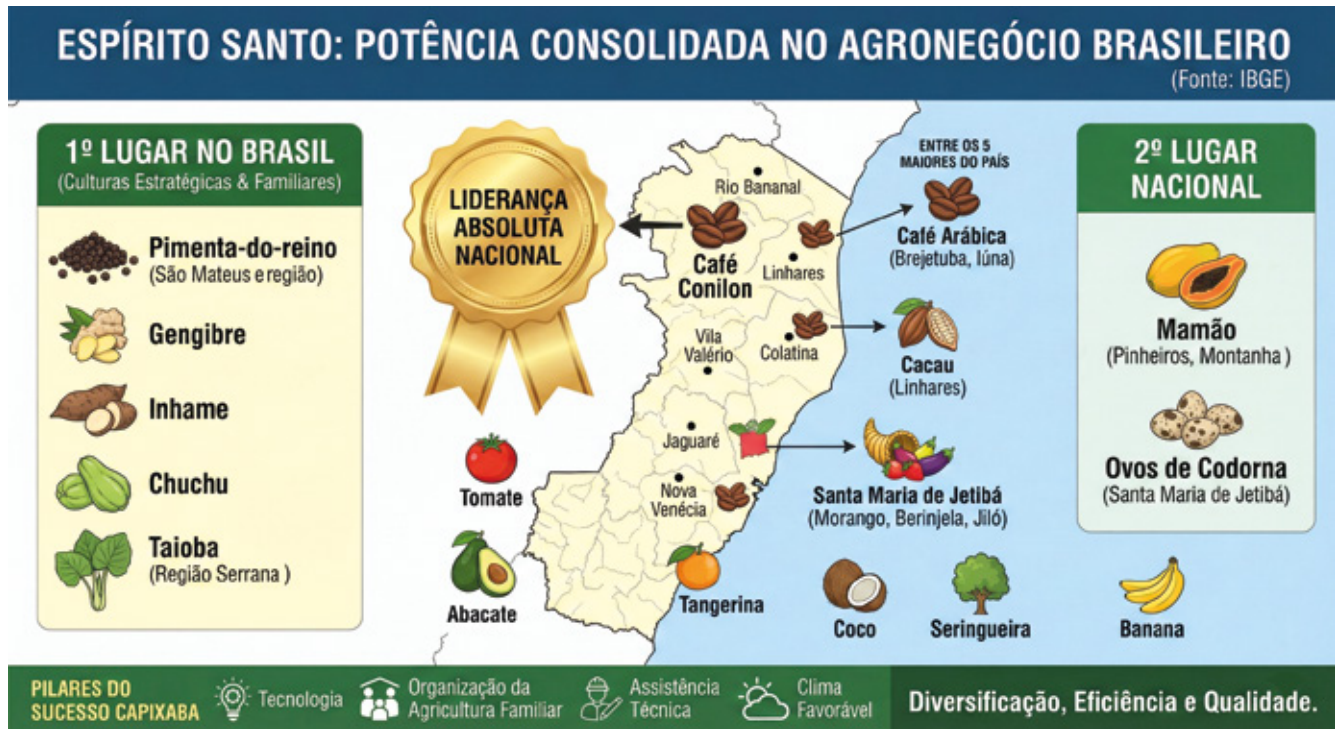 ESPÍRITO SANTO: POTÊNCIA CONSOLIDADA NO AGRONEGÓCIO BRASILEIRO
(Fonte: IBGE)
1º LUGAR NO BRASIL
(Culturas Estratégicas & Familiares)
Pimenta-do-reino
(São Mateus e região)
Gengibre
Inhame
Chuchu
Taioba
(Região Serrana )
LIDERANÇA
ABSOLUTA
NACIONAL
Tomate
Abacate
Rio Bananal
Café
Conilon
Linhares
Vila
Valério
Colatina
Jaguaré
Nova
Venécia
Tangerina
ENTRE OS 5
MAIORES DO PAÍS
Café Arábica
(Brejetuba, Iúna)
Cacau
(Linhares)
Santa Maria de Jetibá
(Morango, Berinjela, Jiló)
Coco
Seringueira
Banana
2º LUGAR
NACIONAL
Mamão
(Pinheiros, Montanha )
Ovos de Codorna
(Santa Maria de Jetibá)
PILARES DO
SUCESSO CAPIXABA
Tecnologia
Organização da
Agricultura Familiar
Assistência
Técnica
Clima
Favorável
Diversificação, Eficiência e Qualidade.